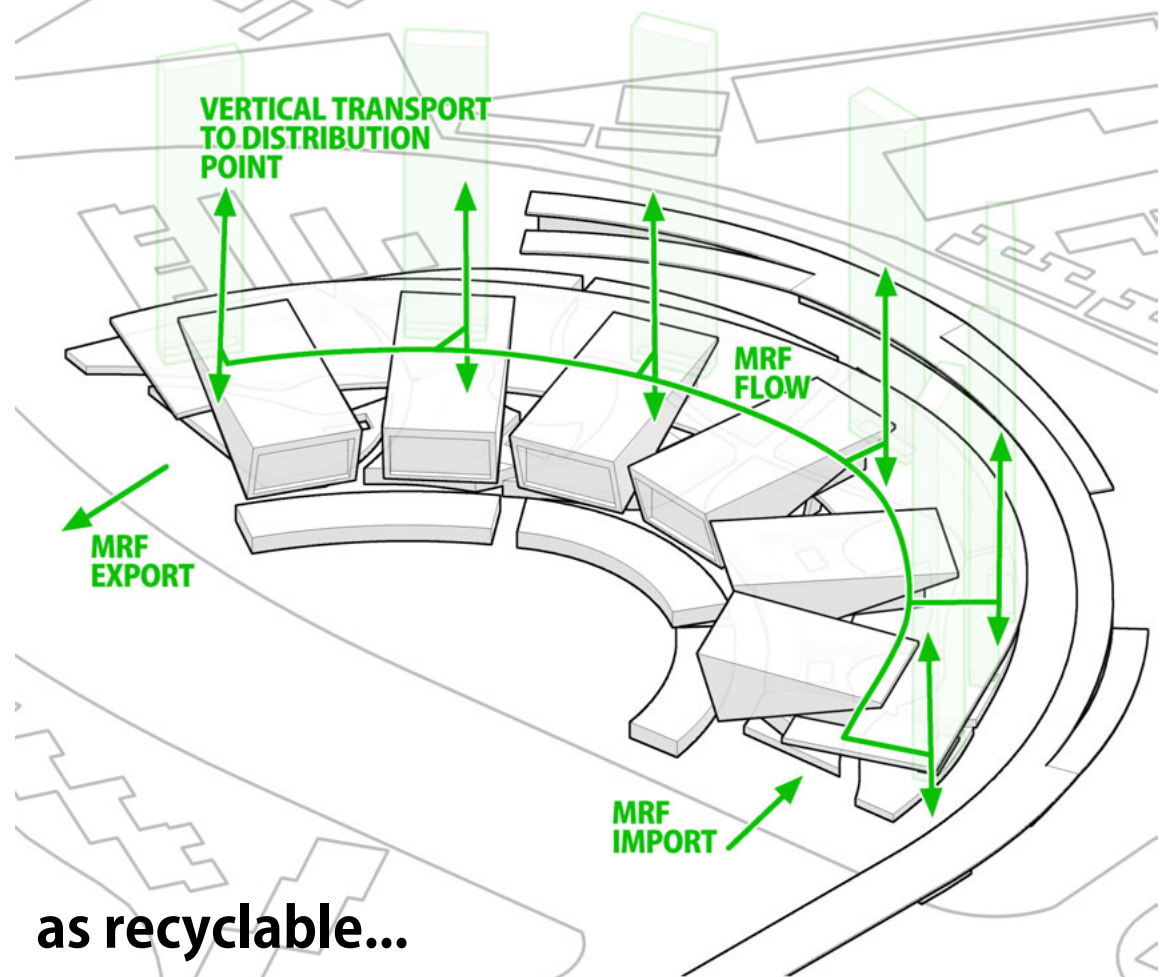 VERTICAL TRANSPORT
TO DISTRIBUTION
POINT
MRF
FLOW
MRF
EXPORT
MRF
IMPORT
as recyclable...